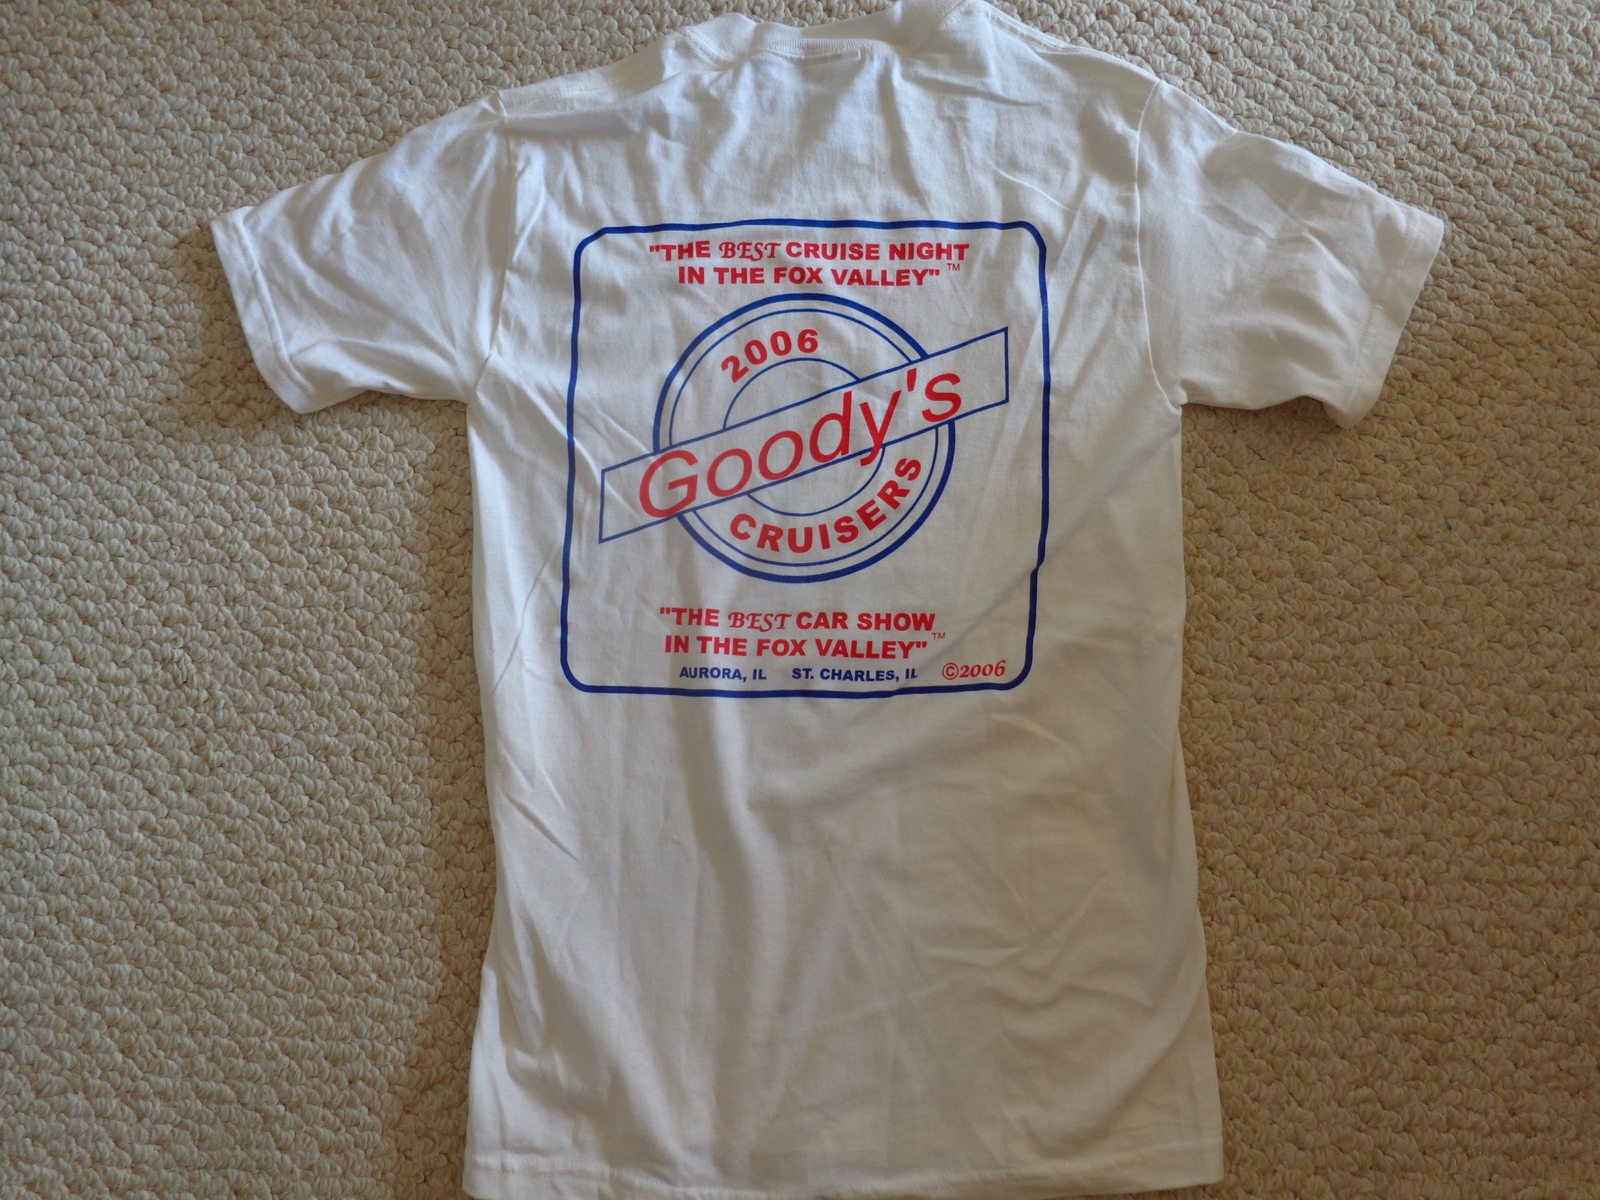 "THE BEST CRUISE NIGHT
IN THE FOX VALLEY" ™
2006
Goody's
CRUISERS
"THE BEST CAR SHOW
IN THE FOX VALLEY" ™
AURORA, IL ST. CHARLES, IL ©2006